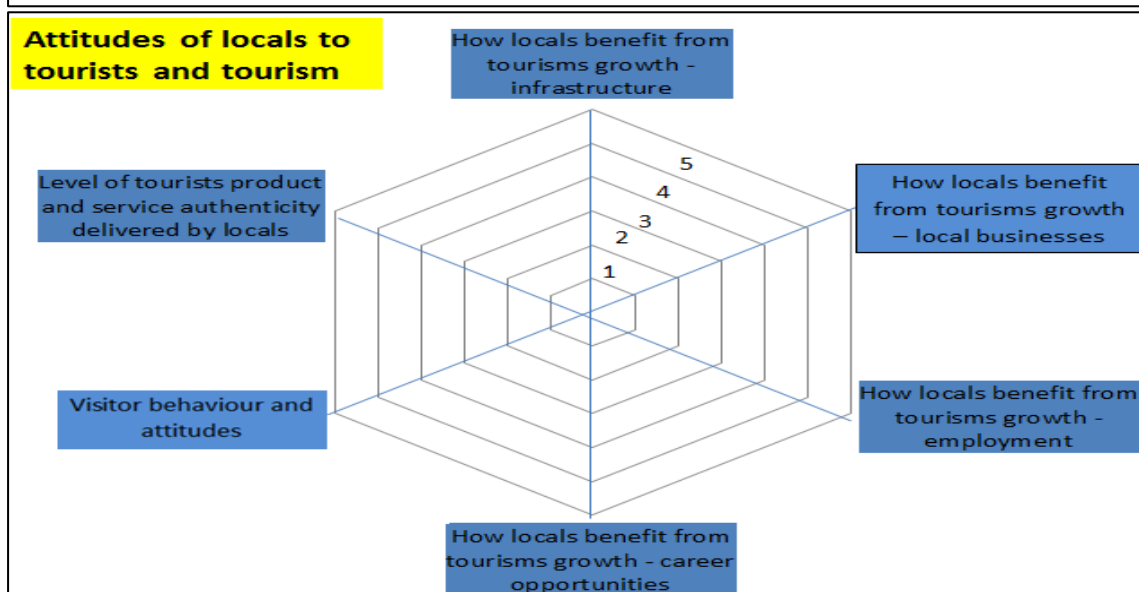 Attitudes of locals to
tourists and tourism
How locals benefit from
tourisms growth -
infrastructure
Level of tourists product
and service authenticity
delivered by locals
How locals benefit
from tourisms growth
– local businesses
5
4
3
2
1
Visitor behaviour and
attitudes
How locals benefit from
tourisms growth -
employment
How locals benefit from
tourisms growth - career
opportunities